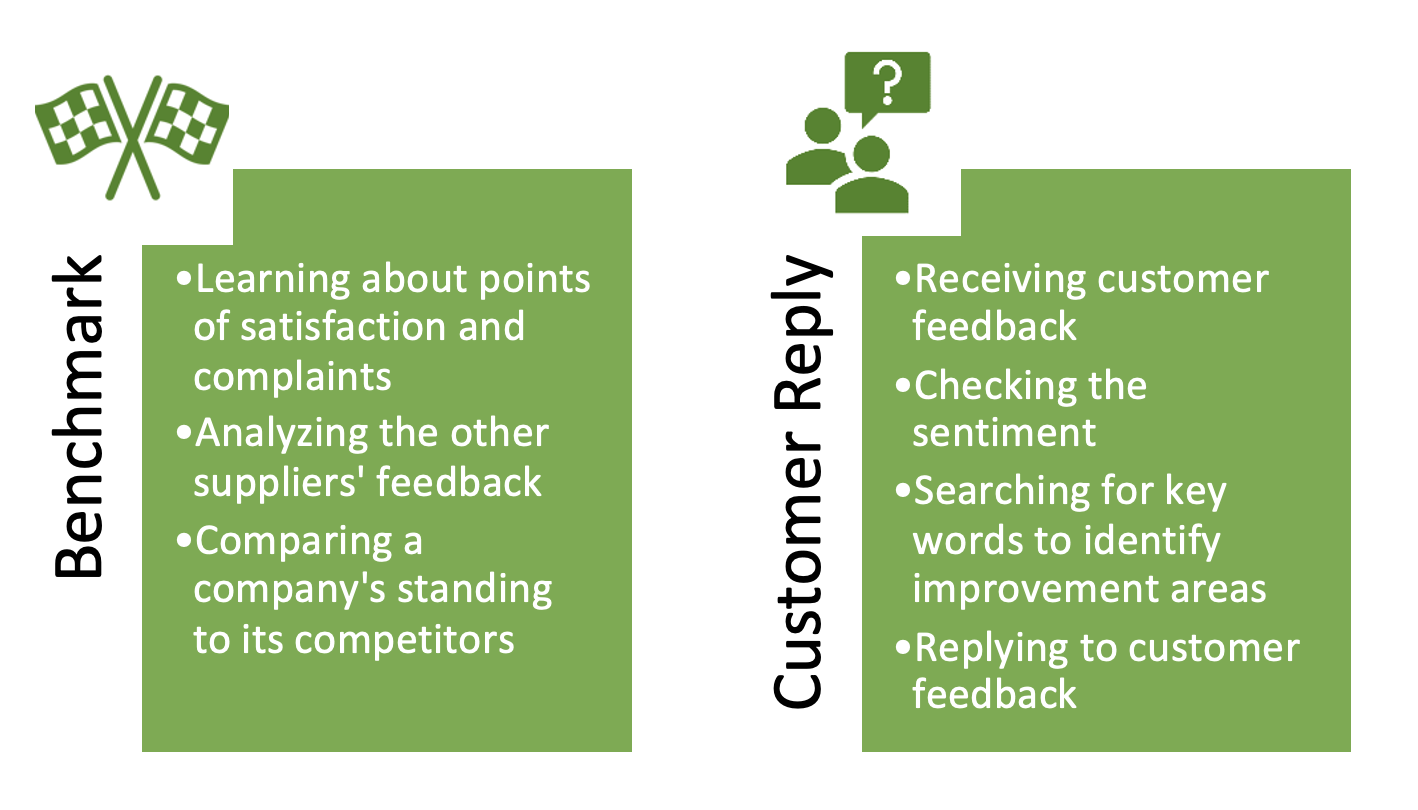 Benchmark
•Learning about points
of satisfaction and
complaints
•Analyzing the other
suppliers' feedback
•Comparing a
company's standing
to its competitors
?
Customer Reply
•Receiving customer
feedback
•Checking the
sentiment
•Searching for key
words to identify
improvement areas
•Replying to customer
feedback